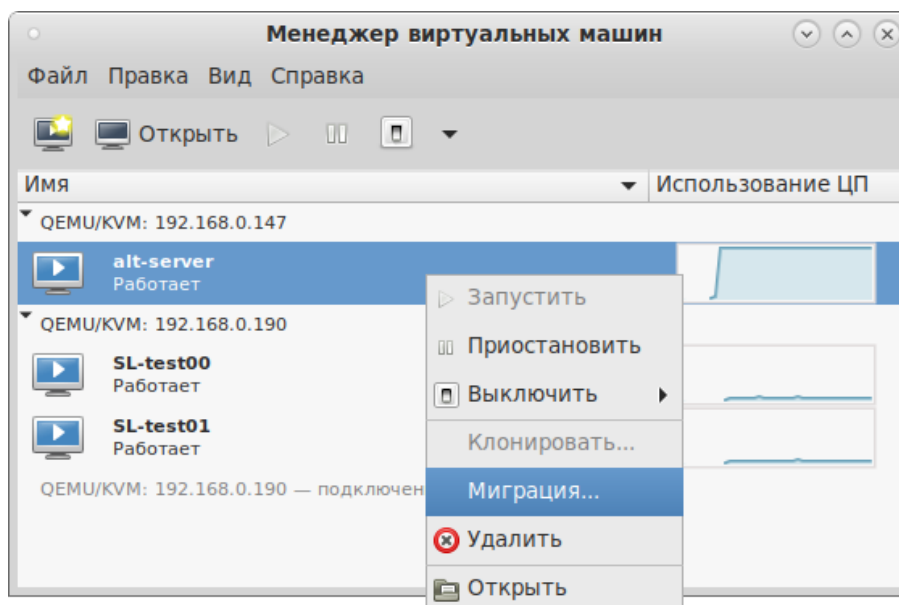 Менеджер виртуальных машин
Файл Правка Вид Справка
Открыть
Имя Использование ЦП
QEMU/KVM: 192.168.0.147
alt-server
Работает
Запустить
QEMU/KVM: 192.168.0.190
Приостановить
SL-test00
Работает
Выключить
SL-test01
Работает
Клонировать...
QEMU/KVM: 192.168.0.190 — подключен
Миграция...
Удалить
Открыть